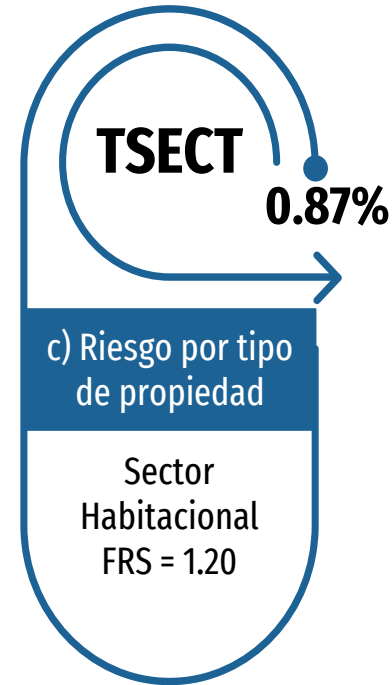 TSECT
0.87%
c) Riesgo por tipo
de propiedad
Sector
Habitacional
FRS = 1.20